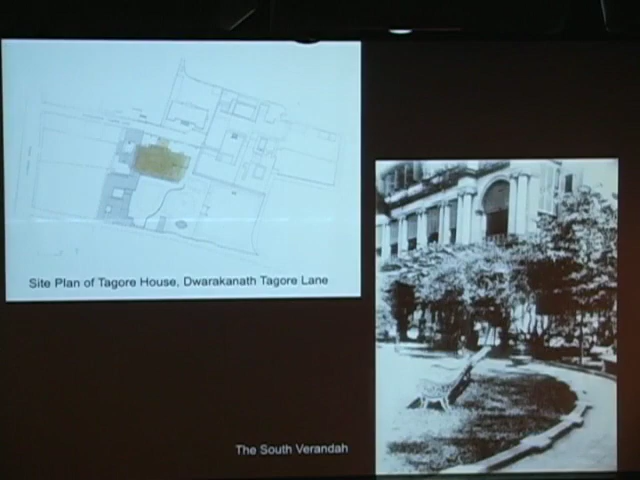 Site Plan of Tagore House, Dwarakanath Tagore Lane
The South Verandah